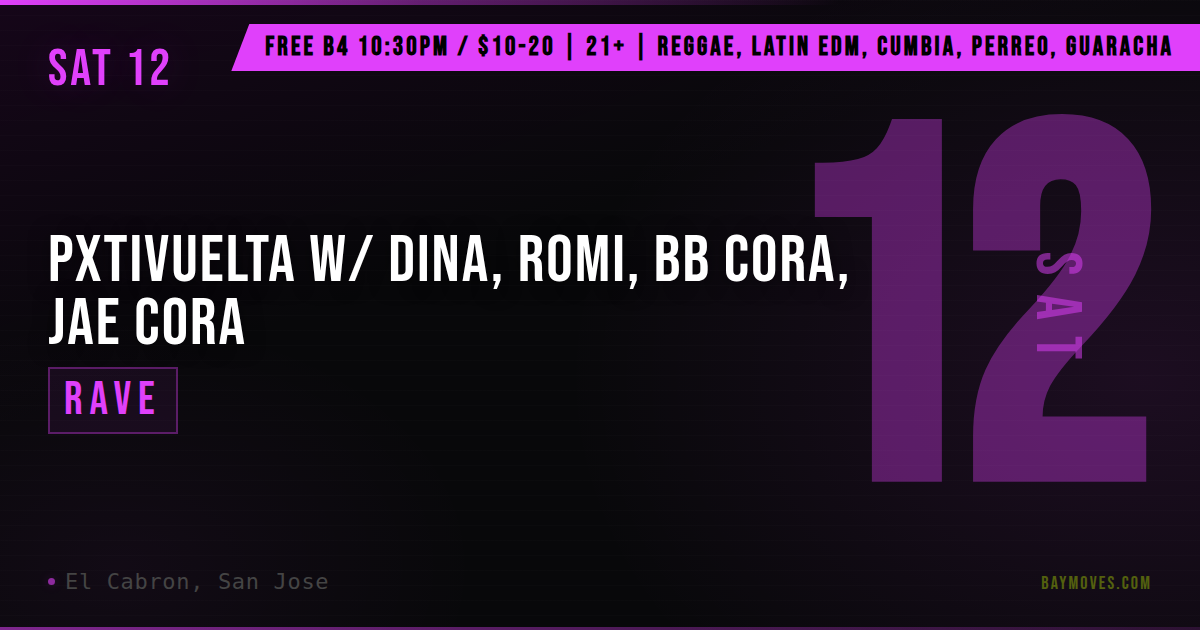 SAT 12
FREE B4 10:30PM / $10-20 | 21+ | REGGAE, LATIN EDM, CUMBIA, PERREO, GUARACHA
12
SAT
PXTIVUELTA W/ DINA, ROMI, BB CORA,
JAE CORA
RAVE
El Cabron, San Jose
BAYMOVES.COM